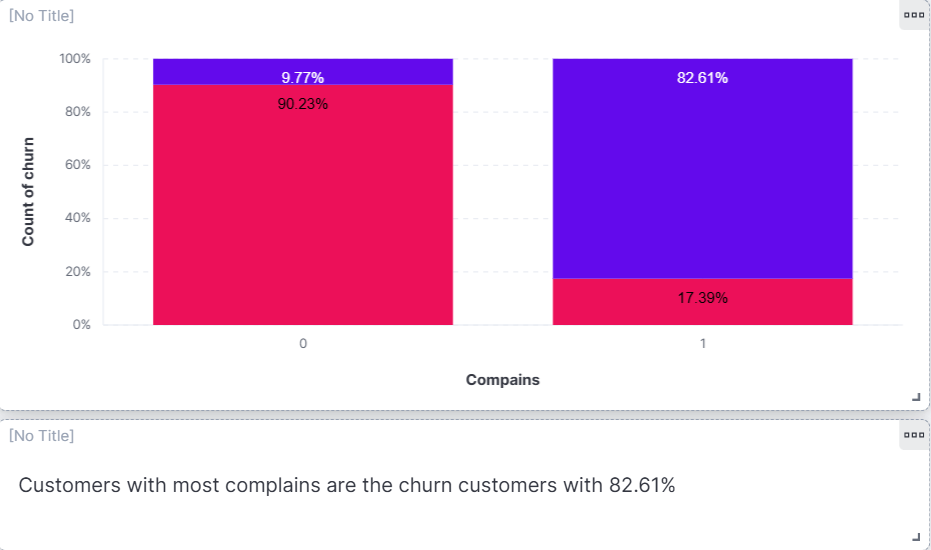 [No Title]
100%
9.77%
82.61%
90.23%
80%
60%
Count of churn
40%
20%
17.39%
0%
0
1
Compains
[No Title]
Customers with most complains are the churn customers with 82.61%